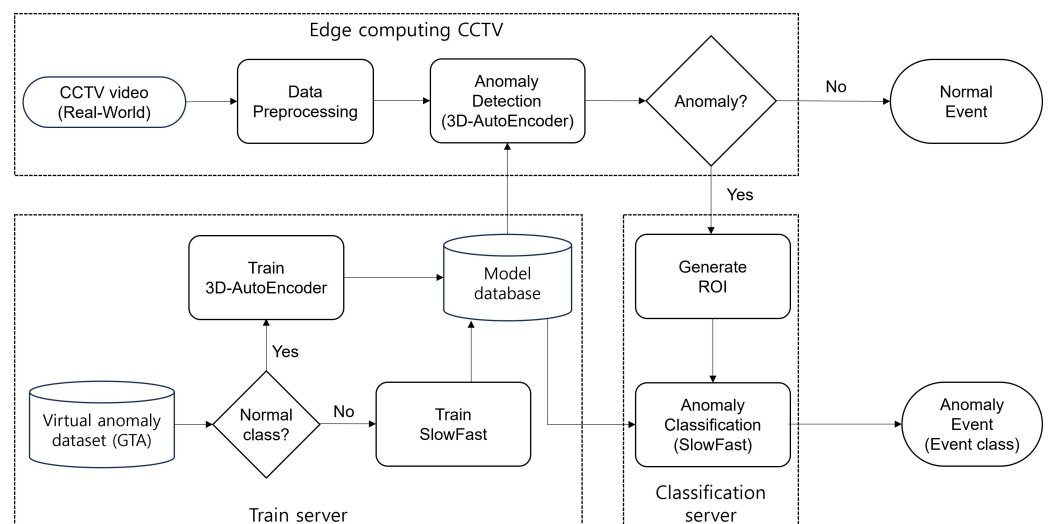 Edge computing CCTV
CCTV video
(Real-World)
Data
Preprocessing
Anomaly
Detection
(3D-AutoEncoder)
Anomaly?
No
Normal
Event
Yes
Train
3D-AutoEncoder
Model
database
Generate
ROI
Yes
Virtual anomaly
dataset (GTA)
Normal
class?
No
Train
SlowFast
Anomaly
Classification
(SlowFast)
Anomaly
Event
(Event class)
Train server
Classification
server